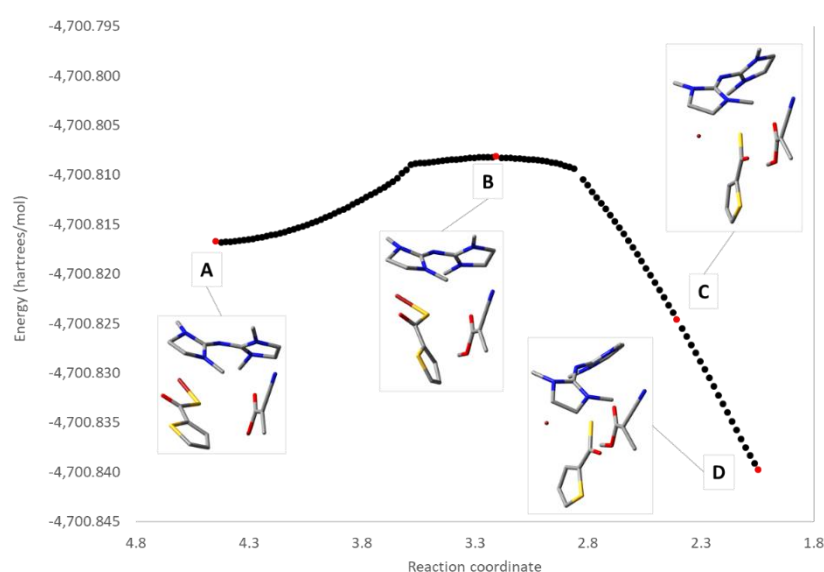 -4,700.795
-4,700.800
-4,700.805
-4,700.810
-4,700.815
-4,700.820
-4,700.825
-4,700.830
-4,700.835
-4,700.840
-4,700.845
Energy (hartrees/mol)
A
B
C
D
4.8 4.3 3.8 3.3 2.8 2.3 1.8
Reaction coordinate